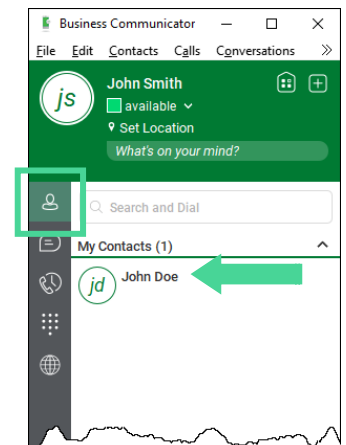 Business Communicator
File Edit Contacts Calls Conversations »
js
John Smith
available
Set Location
What's on your mind?
Search and Dial
My Contacts (1)
jd
John Doe